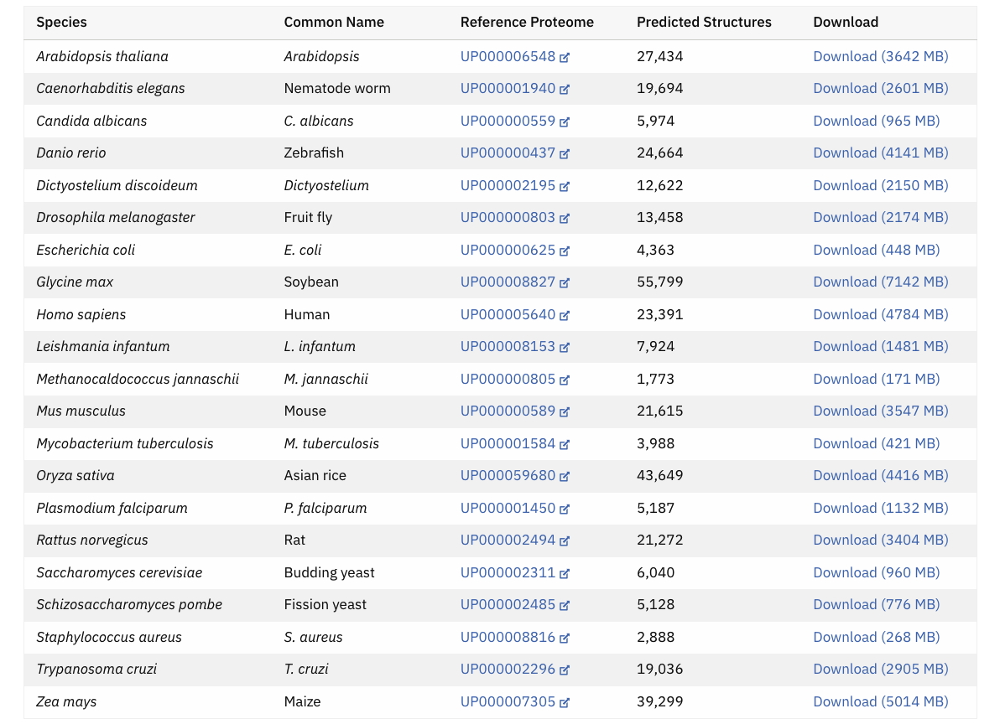 Species Common Name Reference Proteome Predicted Structures Download
Arabidopsis thaliana Arabidopsis UP000006548 27,434 Download (3642 MB)
Caenorhabditis elegans Nematode worm UP000001940 19,694 Download (2601 MB)
Candida albicans C. albicans UP000000559 5,974 Download (965 MB)
Danio rerio Zebrafish UP000000437 24,664 Download (4141 MB)
Dictyostelium discoideum Dictyostelium UP000002195 12,622 Download (2150 MB)
Drosophila melanogaster Fruit fly UP000000803 13,458 Download (2174 MB)
Escherichia coli E. coli UP000000625 4,363 Download (448 MB)
Glycine max Soybean UP000008827 55,799 Download (7142 MB)
Homo sapiens Human UP000005640 23,391 Download (4784 MB)
Leishmania infantum L. infantum UP000008153 7,924 Download (1481 MB)
Methanocaldococcus jannaschii M. jannaschii UP000000805 1,773 Download (171 MB)
Mus musculus Mouse UP000000589 21,615 Download (3547 MB)
Mycobacterium tuberculosis M. tuberculosis UP000001584 3,988 Download (421 MB)
Oryza sativa Asian rice UP000059680 43,649 Download (4416 MB)
Plasmodium falciparum P. falciparum UP000001450 5,187 Download (1132 MB)
Rattus norvegicus Rat UP000002494 21,272 Download (3404 MB)
Saccharomyces cerevisiae Budding yeast UP000002311 6,040 Download (960 MB)
Schizosaccharomyces pombe Fission yeast UP000002485 5,128 Download (776 MB)
Staphylococcus aureus S. aureus UP000008816 2,888 Download (268 MB)
Trypanosoma cruzi T. cruzi UP000002296 19,036 Download (2905 MB)
Zea mays Maize UP000007305 39,299 Download (5014 MB)